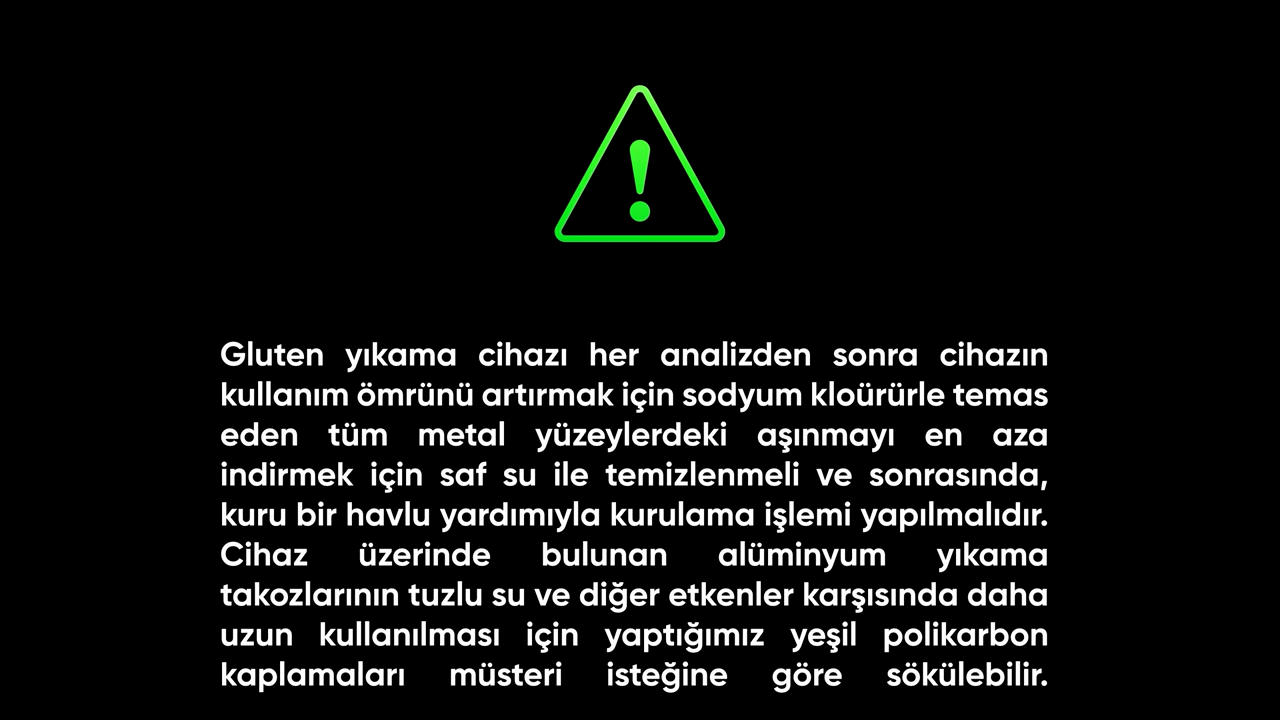 Gluten yıkama cihazı her analizden sonra cihazın
kullanım ömrünü artırmak için sodyum kloürürle temas
eden tüm metal yüzeylerdeki aşınmayı en aza
indirmek için saf su ile temizlenmeli ve sonrasında,
kuru bir havlu yardımıyla kurulama işlemi yapılmalıdır.
Cihaz üzerinde bulunan alüminyum yıkama
takozlarının tuzlu su ve diğer etkenler karşısında daha
uzun kullanılması için yaptığımız yeşil polikarbon
kaplamaları müsteri isteğine göre sökülebilir.